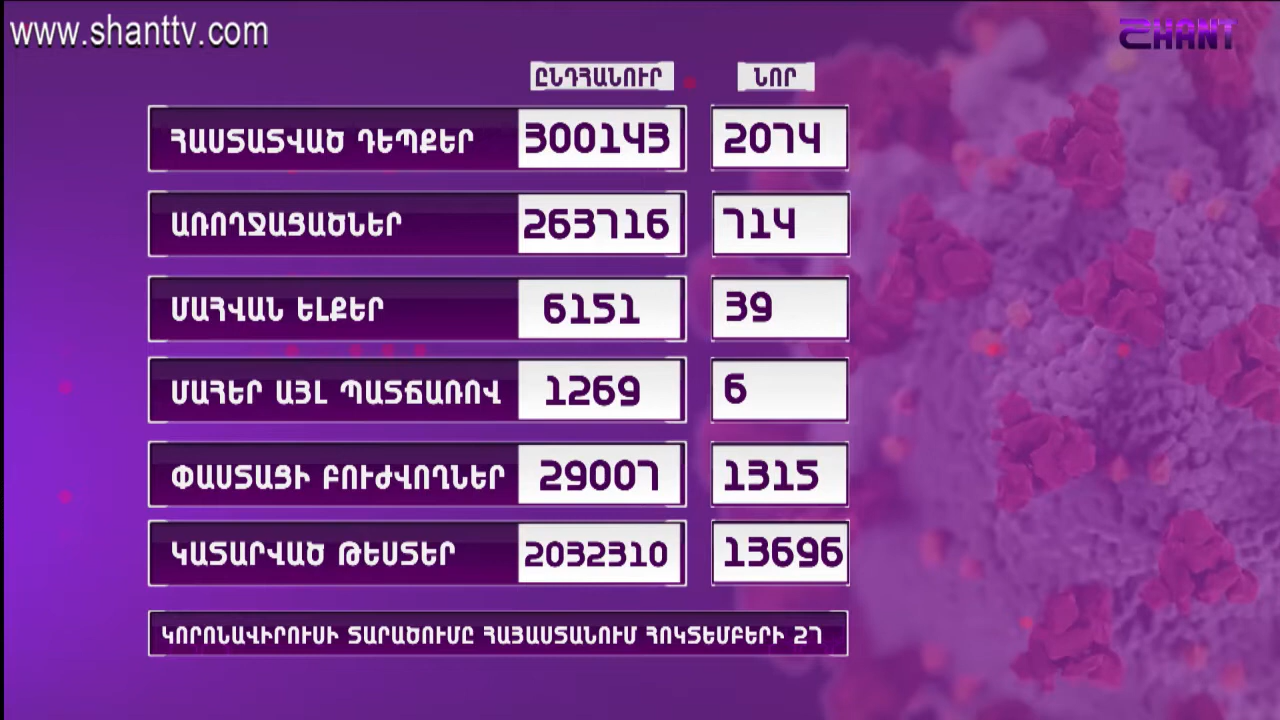 www.shanttv.com
SHANT
ԸՆԴՀԱՆՈՒՐ ՆՈՐ
ՀԱՍՏԱՏՎԱԾ ԴԵՊՔԵՐ 300143 2074
ԱՌՈՂՋԱՑԱԾՆԵՐ 263716 714
ՄԱՀՎԱՆ ԵԼՔԵՐ 6151 39
ՄԱՀԵՐ ԱՅԼ ՊԱՏՃԱՌՈՎ 1269 6
ՓԱՍՏԱՑԻ ԲՈՒԺՎՈՂՆԵՐ 29007 1315
ԿԱՏԱՐՎԱԾ ԹԵՍՏԵՐ 2032310 13696
ԿՈՐՈՆԱՎԻՐՈՒՍԻ ՏԱՐԱԾՈՒՄԸ ՀԱՅԱՍՏԱՆՈՒՄ ՀՈԿՏԵՄԲԵՐԻ 27